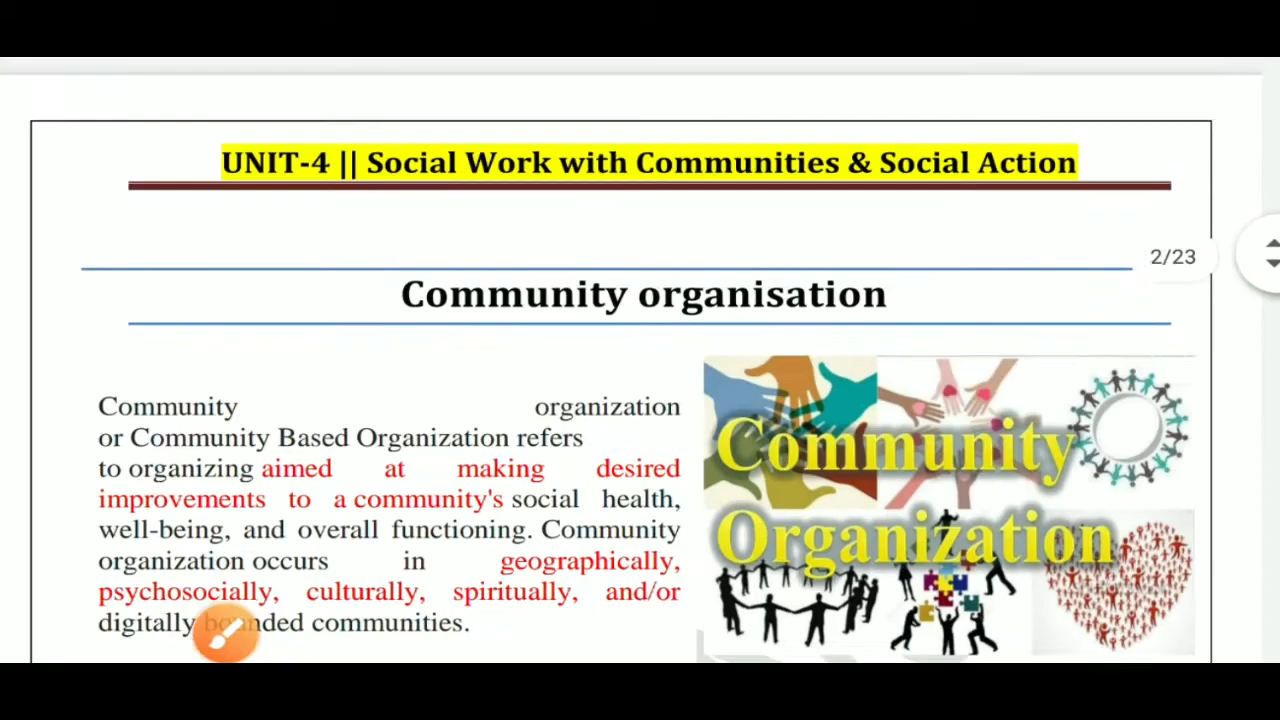 UNIT-4 || Social Work with Communities & Social Action
2/23
Community organisation
Community organization
or Community Based Organization refers
to organizing aimed at making desired
improvements to a community's social health,
well-being, and overall functioning. Community
organization occurs in geographically,
psychosocially, culturally, spiritually, and/or
digitally bounded communities.
Community
Organization